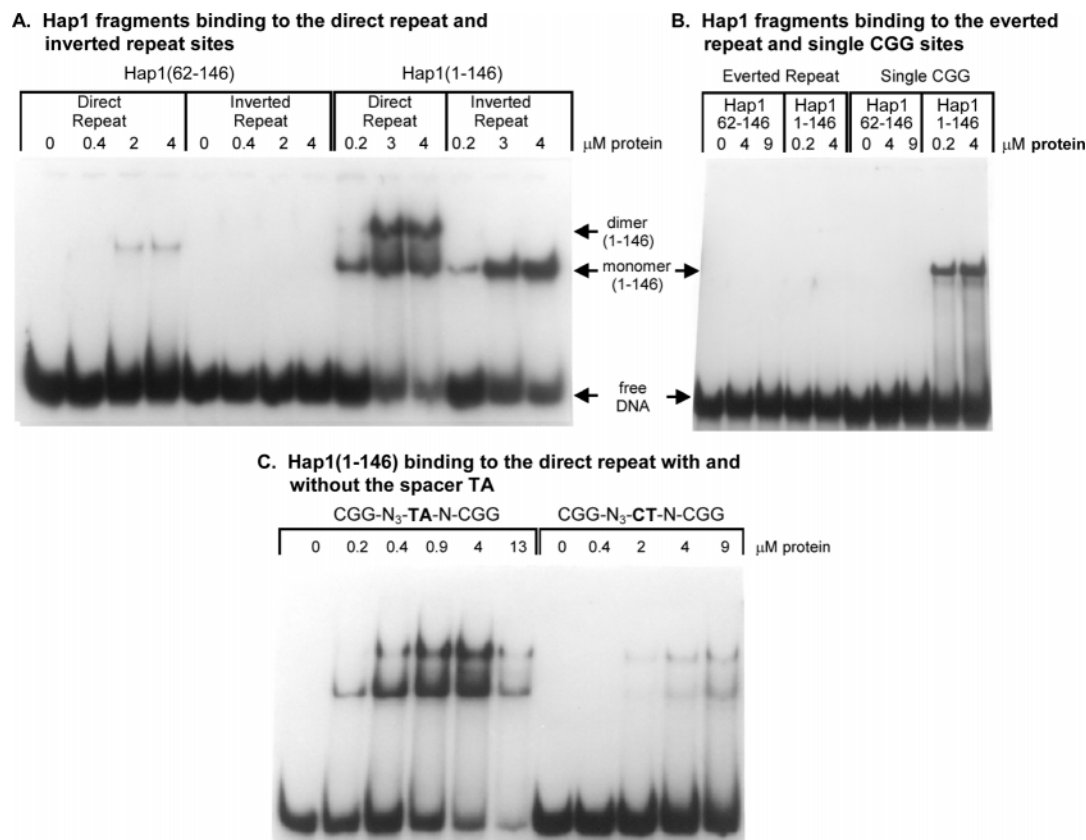 A. Hap1 fragments binding to the direct repeat and
inverted repeat sites
Hap1(62-146) Hap1(1-146)
Direct Repeat Inverted Repeat Direct Repeat Inverted Repeat
0 0.4 2 4 0 0.4 2 4 0.2 3 4 0.2 3 4 μM protein
dimer
(1-146)
monomer
(1-146)
free
DNA
B. Hap1 fragments binding to the everted
repeat and single CGG sites
Everted Repeat Single CGG
Hap1 Hap1 Hap1 Hap1
62-146 1-146 62-146 1-146
0 4 9 0.2 4 0 4 9 0.2 4 μM protein
C. Hap1(1-146) binding to the direct repeat with and
without the spacer TA
CGG-N₃-TA-N-CGG CGG-N₃-CT-N-CGG
0 0.2 0.4 0.9 4 13 0 0.4 2 4 9 μM protein